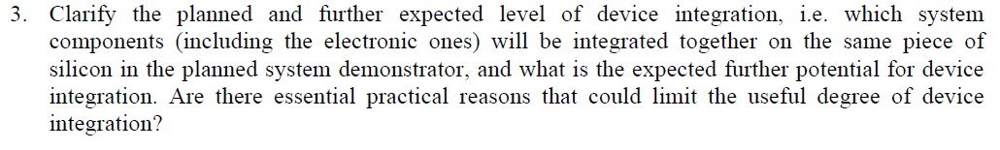 3. Clarify the planned and further expected level of device integration, i.e. which system
components (including the electronic ones) will be integrated together on the same piece of
silicon in the planned system demonstrator, and what is the expected further potential for device
integration. Are there essential practical reasons that could limit the useful degree of device
integration?